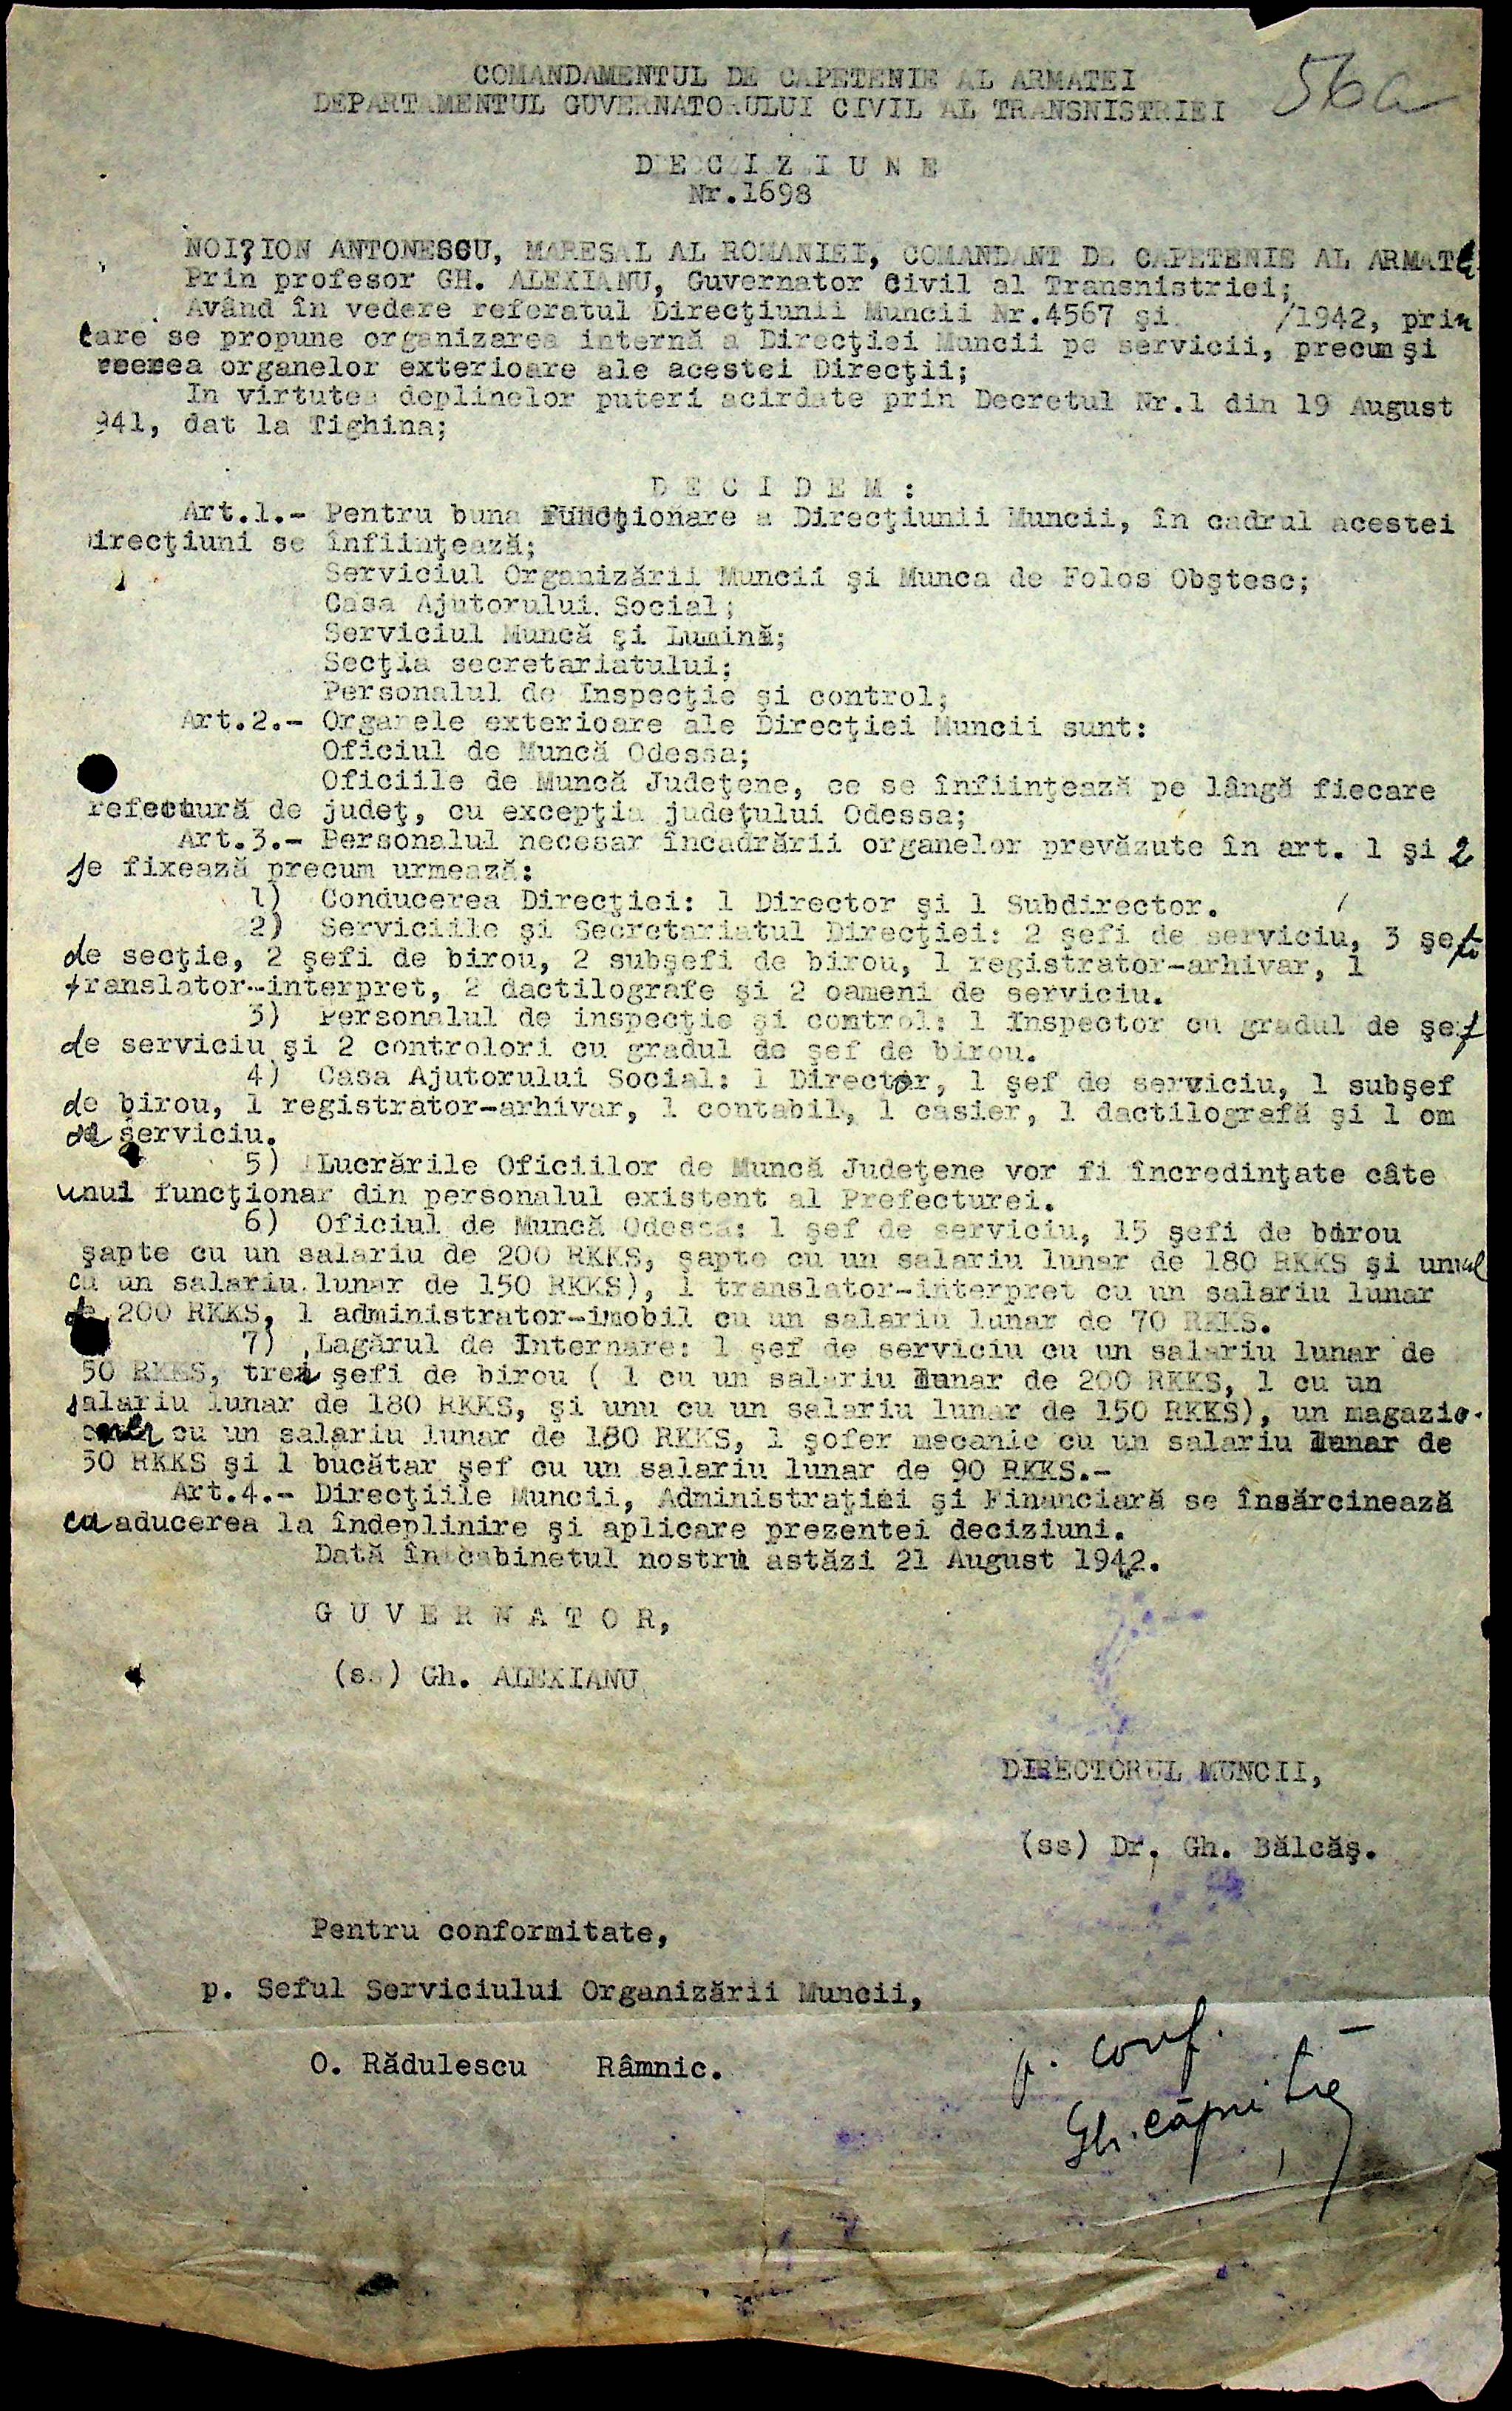 56a
COMANDAMENTUL DE CAPETENIE AL ARMATEI
DEPARTAMENTUL GUVERNATORULUI CIVIL AL TRANSNISTRIEI
D E C I Z I U N E
Nr.1698
NOI?ION ANTONESCU, MARESAL AL ROMANIEI, COMANDANT DE CAPETENIE AL ARMATE
Prin profesor GH. ALEXIANU, Guvernator Civil al Transnistriei;
Având în vedere referatul Direcţiunii Muncii Nr.4567 şi /1942, prin
care se propune organizarea internă a Direcţiei Muncii pe servicii, precum şi
reerea organelor exterioare ale acestei Direcţii;
In virtutea deplinelor puteri acirdate prin Decretul Nr.1 din 19 August
941, dat la Tighina;
D E C I D E M :
Art.1.- Pentru buna funcţionare a Direcţiunii Muncii, în cadrul acestei
irecţiuni se înfiinţează;
Serviciul Organizării Muncii şi Munca de Folos Obştesc;
Casa Ajutorului Social;
Serviciul Muncă şi Lumină;
Secţia secretariatului;
Personalul de Inspecţie şi control;
Art.2.- Organele exterioare ale Direcţiei Muncii sunt:
Oficiul de Muncă Odessa;
Oficiile de Muncă Judeţene, ce se înfiinţează pe lângă fiecare
refectură de judeţ, cu excepţia judeţului Odessa;
Art.3.- Personalul necesar încadrării organelor prevăzute în art. 1 şi 2
se fixează precum urmează:
1) Conducerea Direcţiei: 1 Director şi 1 Subdirector.
2) Serviciile şi Secretariatul Direcţiei: 2 şefi de serviciu, 3 şefi
de secţie, 2 şefi de birou, 2 subşefi de birou, 1 registrator-arhivar, 1
translator-interpret, 2 dactilografe şi 2 oameni de serviciu.
3) Personalul de inspecţie şi control: 1 Inspector cu gradul de şef
de serviciu şi 2 controlori cu gradul de şef de birou.
4) Casa Ajutorului Social: 1 Director, 1 şef de serviciu, 1 subşef
de birou, 1 registrator-arhivar, 1 contabil, 1 casier, 1 dactilografă şi 1 om
de serviciu.
5) Lucrările Oficiilor de Muncă Judeţene vor fi încredinţate câte
unui funcţionar din personalul existent al Prefecturei.
6) Oficiul de Muncă Odessa: 1 şef de serviciu, 15 şefi de birou
şapte cu un salariu de 200 RKKS, şapte cu un salariu lunar de 180 RKKS şi unul
cu un salariu lunar de 150 RKKS), 1 translator-interpret cu un salariu lunar
de 200 RKKS, 1 administrator-imobil cu un salariu lunar de 70 RKKS.
7) Lagărul de Internare: 1 şef de serviciu cu un salariu lunar de
50 RKKS, trei şefi de birou ( 1 cu un salariu lunar de 200 RKKS, 1 cu un
salariu lunar de 180 RKKS, şi unu cu un salariu lunar de 150 RKKS), un magazio-
ner cu un salariu lunar de 180 RKKS, 1 şofer mecanic cu un salariu lunar de
50 RKKS şi 1 bucătar şef cu un salariu lunar de 90 RKKS.-
Art.4.- Direcţiile Muncii, Administraţiei şi Financiară se însărcinează
cu aducerea la îndeplinire şi aplicare prezentei deciziuni.
Dată în cabinetul nostru astăzi 21 August 1942.
G U V E R N A T O R,
(ss) Gh. ALEXIANU
DIRECTORUL MUNCII,
(ss) Dr. Gh. Bălcăş.
Pentru conformitate,
p. Seful Serviciului Organizării Muncii,
O. Rădulescu Râmnic.
p. conf.
Gh.